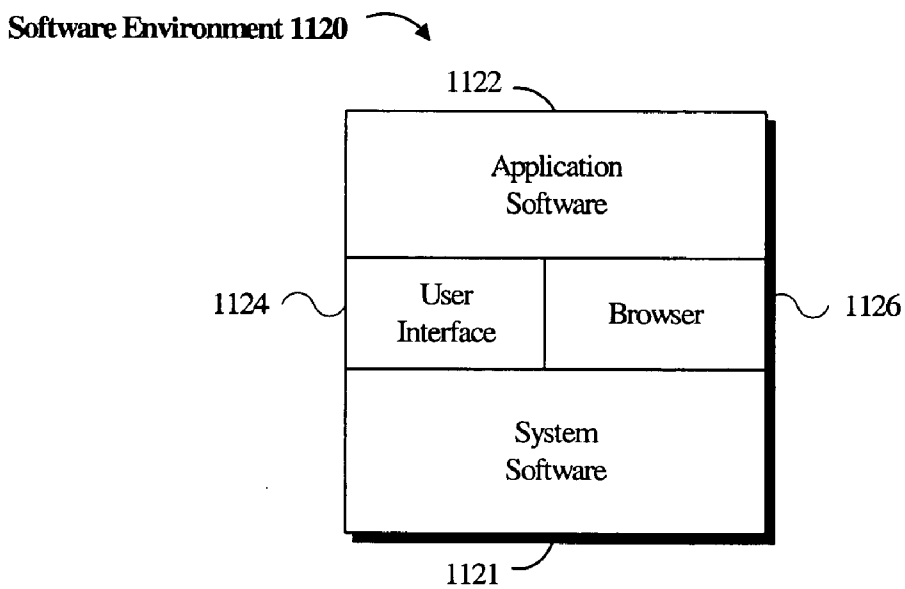 Software Environment 1120
1122
Application
Software
1124
User
Interface
Browser
1126
System
Software
1121